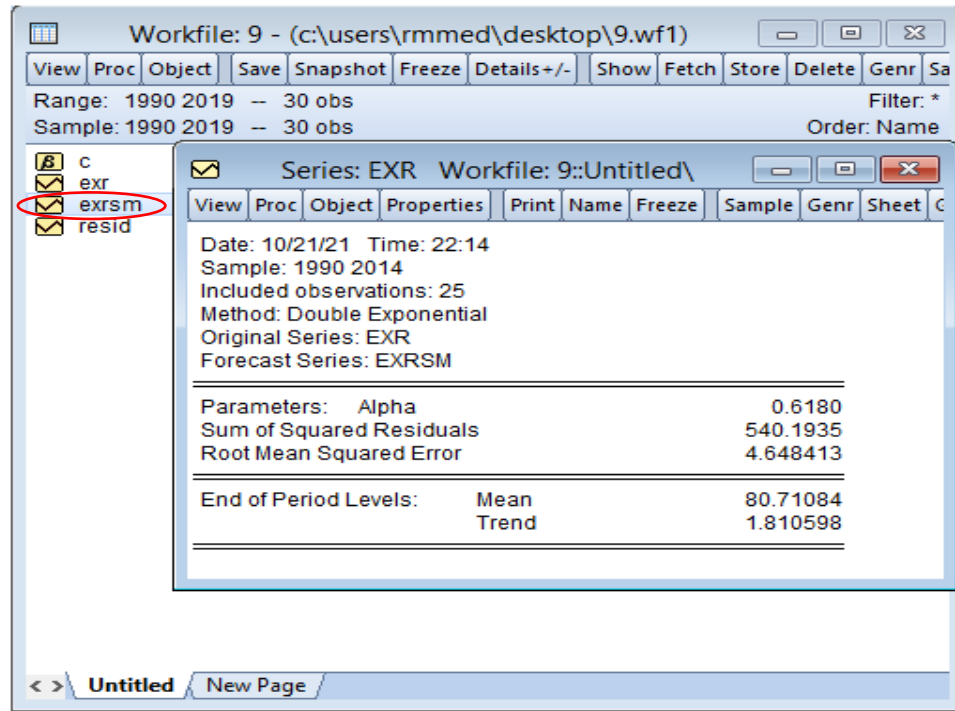 Workfile: 9 - (c:\users\rmmed\desktop\9.wf1)
View Proc Object Save Snapshot Freeze Details+/- Show Fetch Store Delete Genr Sa
Range: 1990 2019 -- 30 obs Filter: *
Sample: 1990 2019 -- 30 obs Order: Name
β c
exr
exrsm
resid
Series: EXR Workfile: 9::Untitled\
View Proc Object Properties Print Name Freeze Sample Genr Sheet G
Date: 10/21/21 Time: 22:14
Sample: 1990 2014
Included observations: 25
Method: Double Exponential
Original Series: EXR
Forecast Series: EXRSM
Parameters: Alpha 0.6180
Sum of Squared Residuals 540.1935
Root Mean Squared Error 4.648413
End of Period Levels: Mean 80.71084
Trend 1.810598
< > Untitled New Page